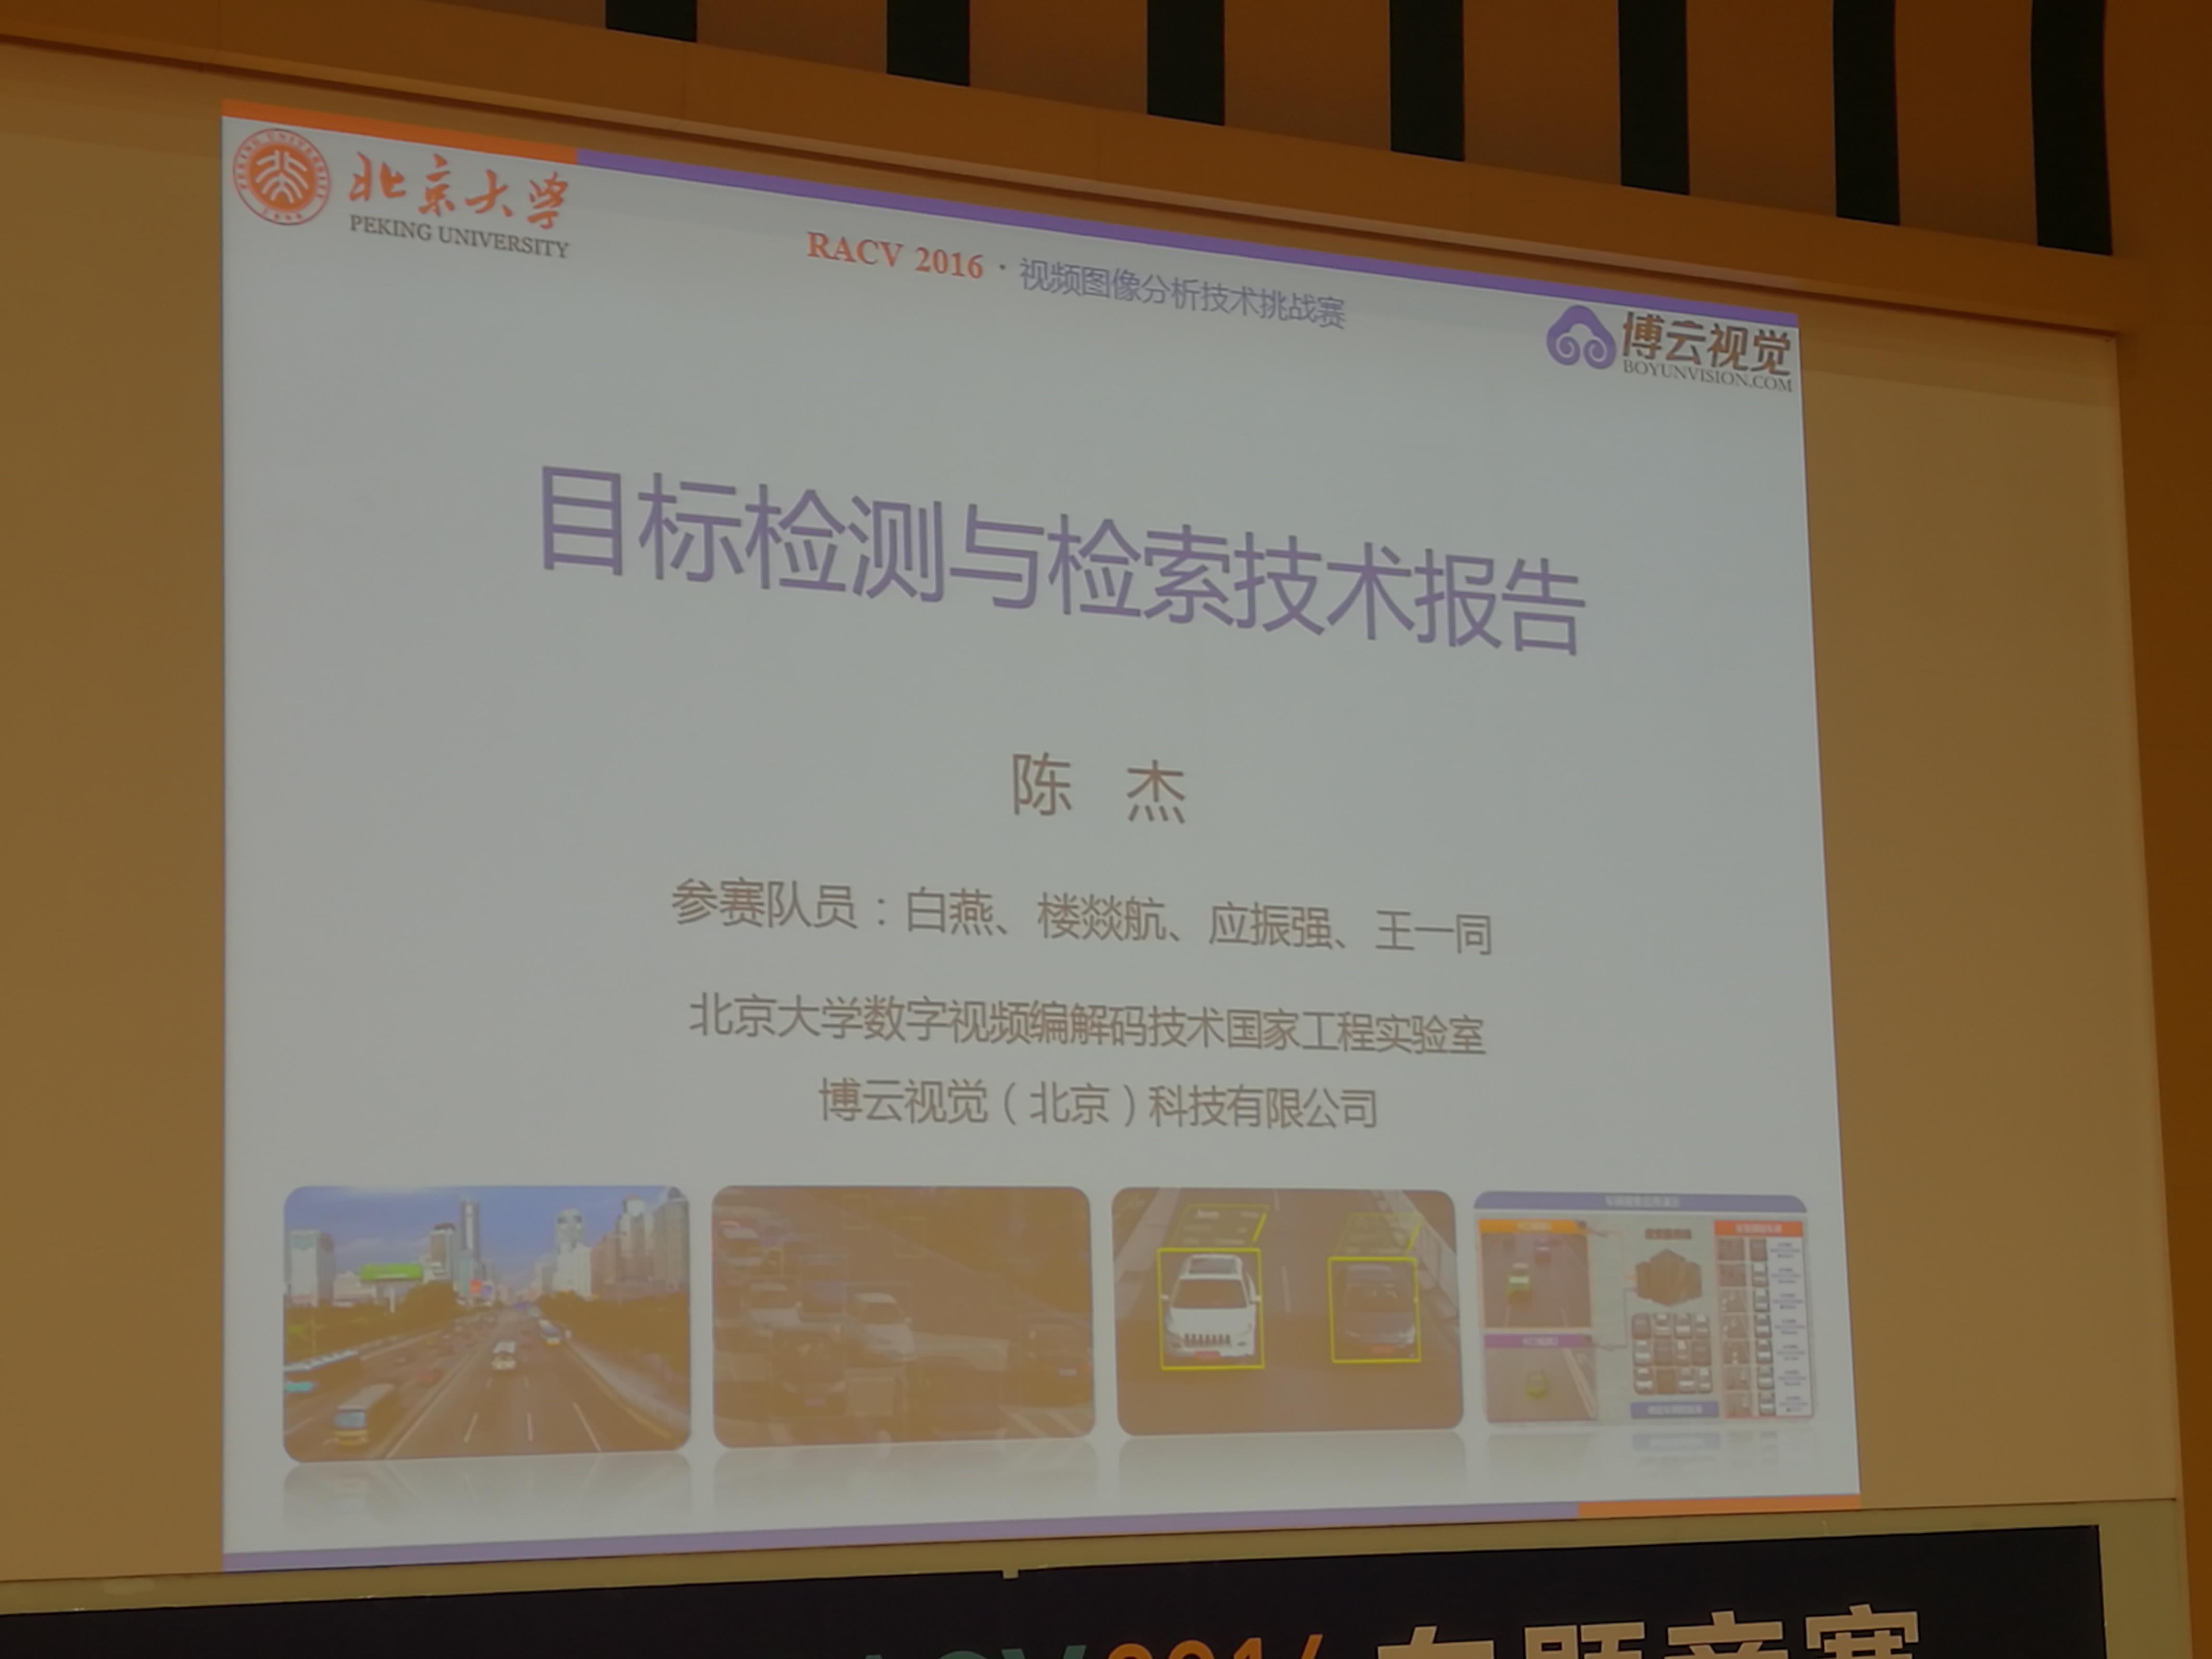 北京大学
PEKING UNIVERSITY
RACV 2016 · 视频图像分析技术挑战赛
博云视觉
BOYUNVISION.COM
目标检测与检索技术报告
陈 杰
参赛队员：白燕、楼燚航、应振强、王一同
北京大学数字视频编解码技术国家工程实验室
博云视觉（北京）科技有限公司